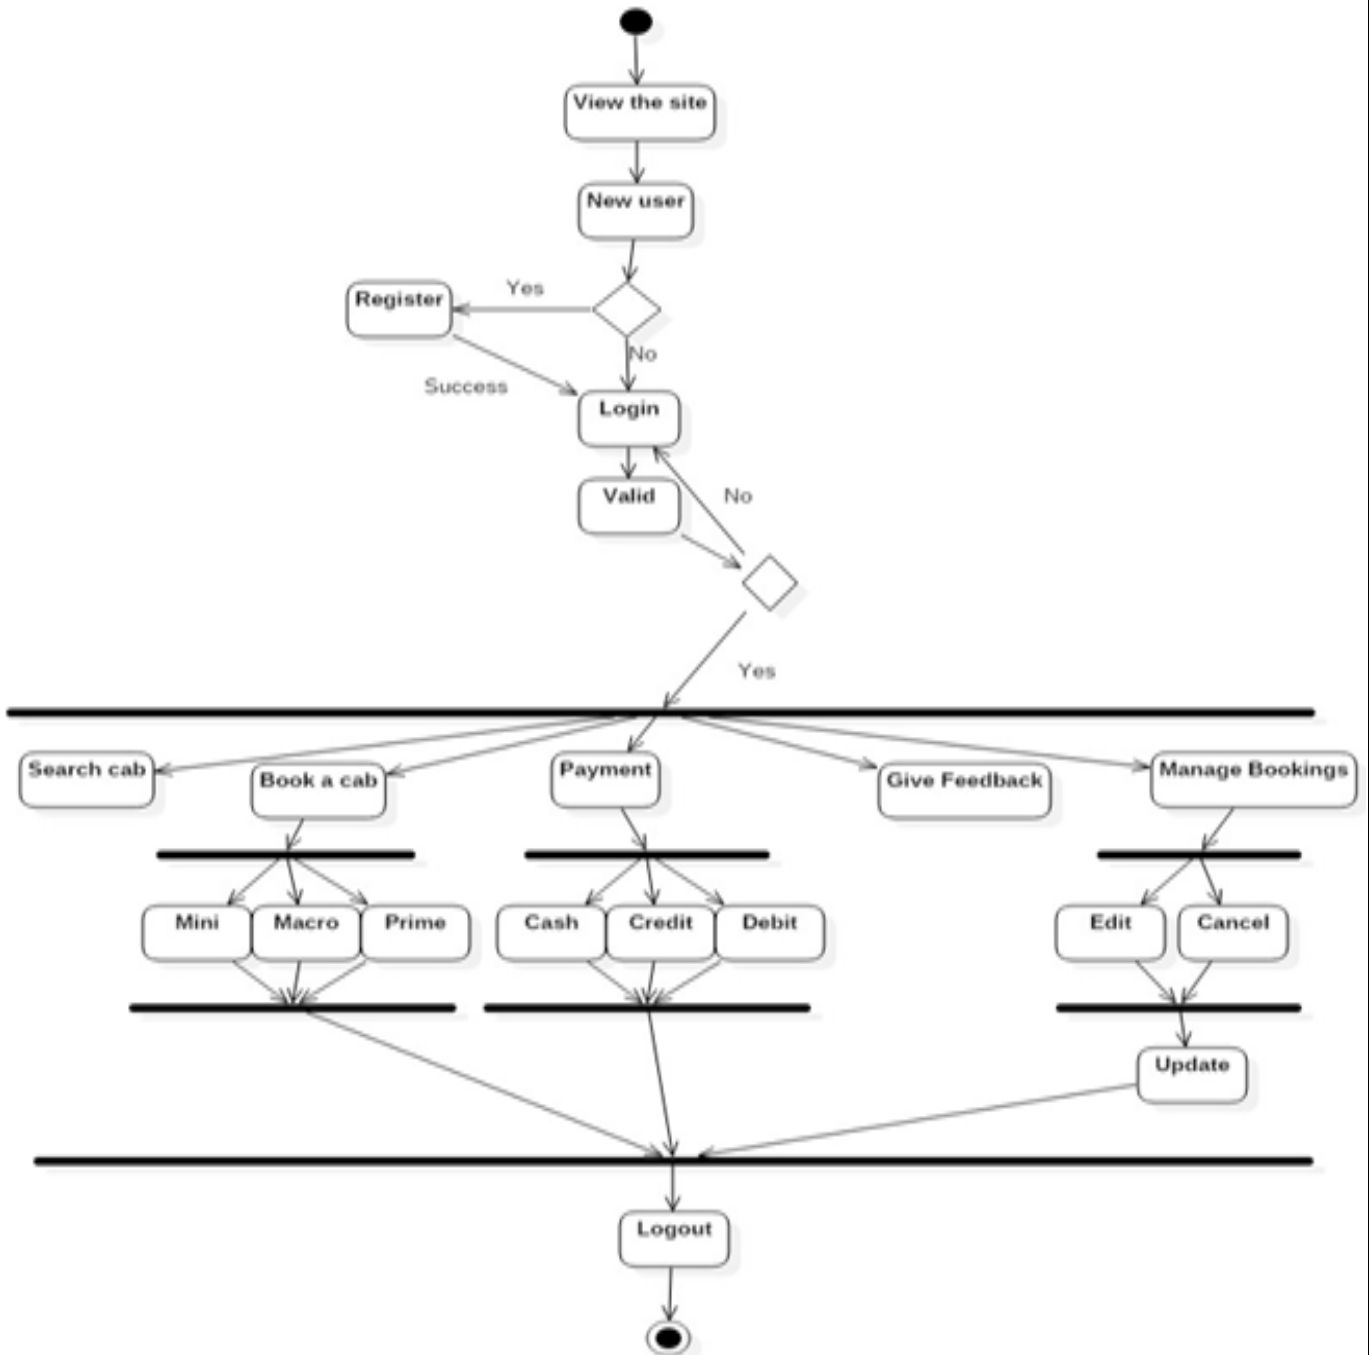 View the site
New user
Yes
Register
No
Success
Login
Valid
No
Yes
Search cab
Book a cab
Payment
Give Feedback
Manage Bookings
Mini
Macro
Prime
Cash
Credit
Debit
Edit
Cancel
Update
Logout